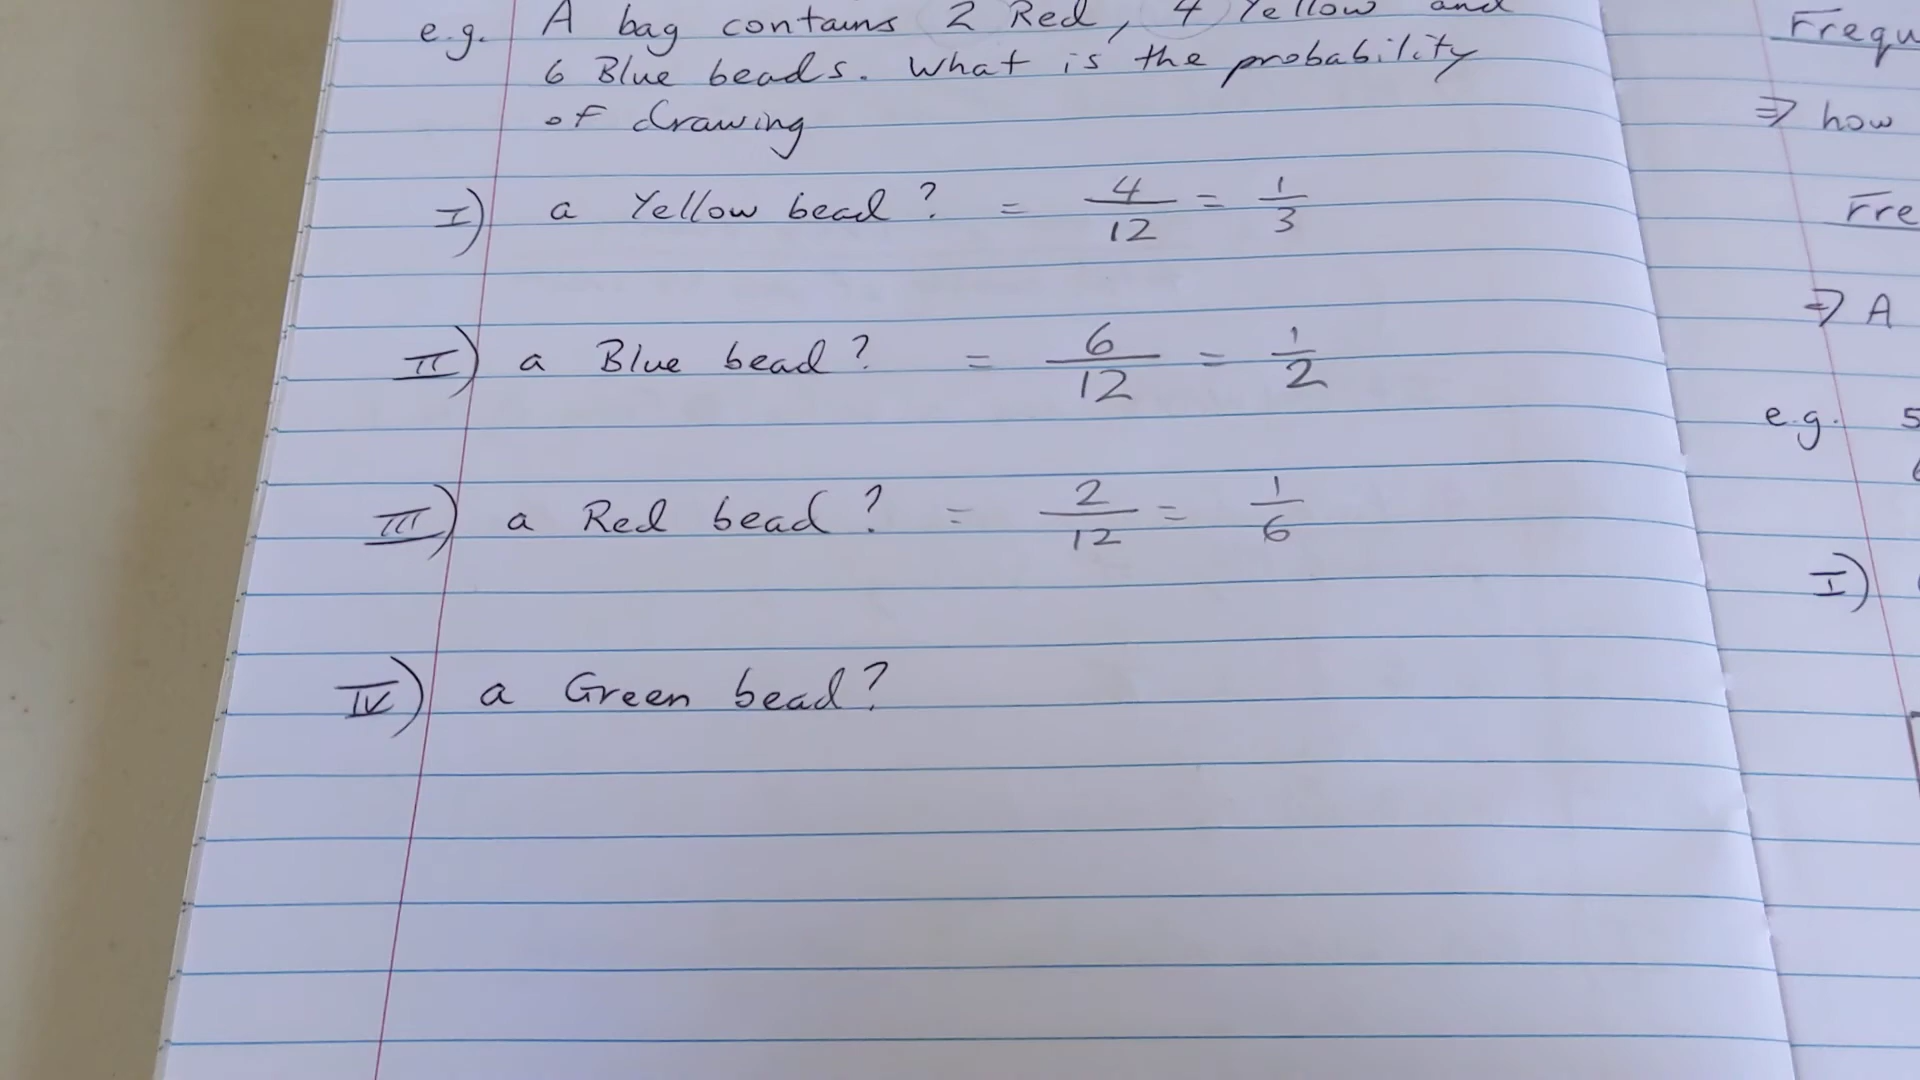 e.g. A bag contains 2 Red, 4 Yellow and
6 Blue beads. What is the probability
of drawing
I) a Yellow bead? = 4/12 = 1/3
II) a Blue bead? = 6/12 = 1/2
III) a Red bead? = 2/12 = 1/6
IV) a Green bead?
⇒ how
⇒ A
e.g. 5
I)